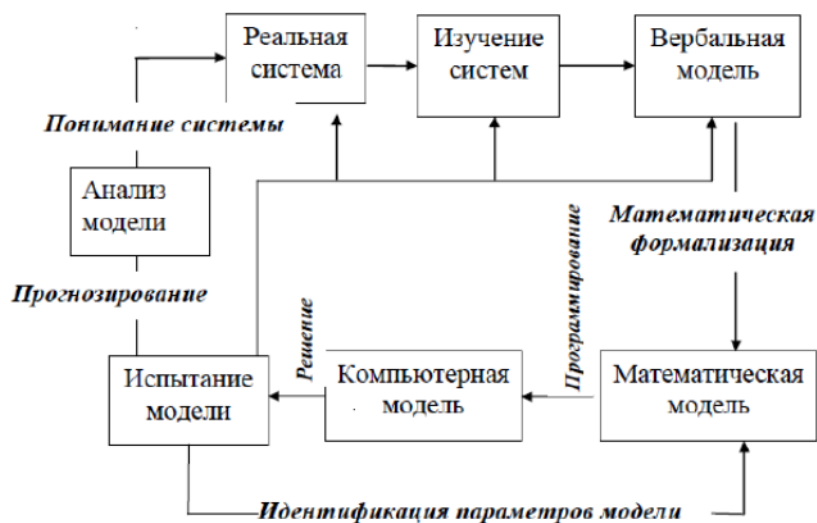 Реальная
система
Изучение
систем
Вербальная
модель
Понимание системы
Анализ
модели
Математическая
формализация
Прогнозирование
Программирование
Решение
Испытание
модели
Компьютерная
модель
Математическая
модель
Идентификация параметров модели